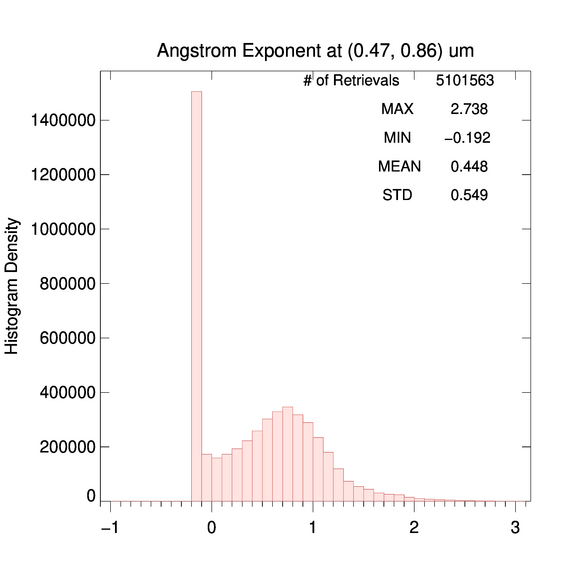 Angstrom Exponent at (0.47, 0.86) um
# of Retrievals 5101563
MAX 2.738
MIN −0.192
MEAN 0.448
STD 0.549
Histogram Density
1400000
1200000
1000000
800000
600000
400000
200000
0
−1 0 1 2 3